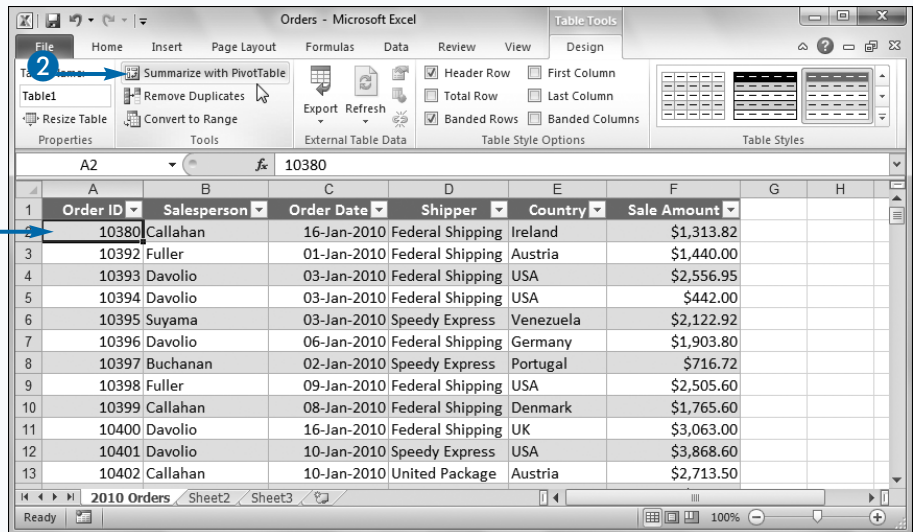 Orders - Microsoft Excel
Table Tools
File Home Insert Page Layout Formulas Data Review View Design
2
Table1
Resize Table
Properties
Summarize with PivotTable
Remove Duplicates
Convert to Range
Tools
Export Refresh
External Table Data
Header Row First Column
Total Row Last Column
Banded Rows Banded Columns
Table Style Options
Table Styles
A2 fx 10380
A B C D E F G H
1 Order ID Salesperson Order Date Shipper Country Sale Amount
2 10380 Callahan 16-Jan-2010 Federal Shipping Ireland $1,313.82
3 10392 Fuller 01-Jan-2010 Federal Shipping Austria $1,440.00
4 10393 Davolio 03-Jan-2010 Federal Shipping USA $2,556.95
5 10394 Davolio 03-Jan-2010 Federal Shipping USA $442.00
6 10395 Suyama 03-Jan-2010 Speedy Express Venezuela $2,122.92
7 10396 Davolio 06-Jan-2010 Federal Shipping Germany $1,903.80
8 10397 Buchanan 02-Jan-2010 Speedy Express Portugal $716.72
9 10398 Fuller 09-Jan-2010 Federal Shipping USA $2,505.60
10 10399 Callahan 08-Jan-2010 Federal Shipping Denmark $1,765.60
11 10400 Davolio 16-Jan-2010 Federal Shipping UK $3,063.00
12 10401 Davolio 10-Jan-2010 Speedy Express USA $3,868.60
13 10402 Callahan 10-Jan-2010 United Package Austria $2,713.50
2010 Orders Sheet2 Sheet3
Ready 100%